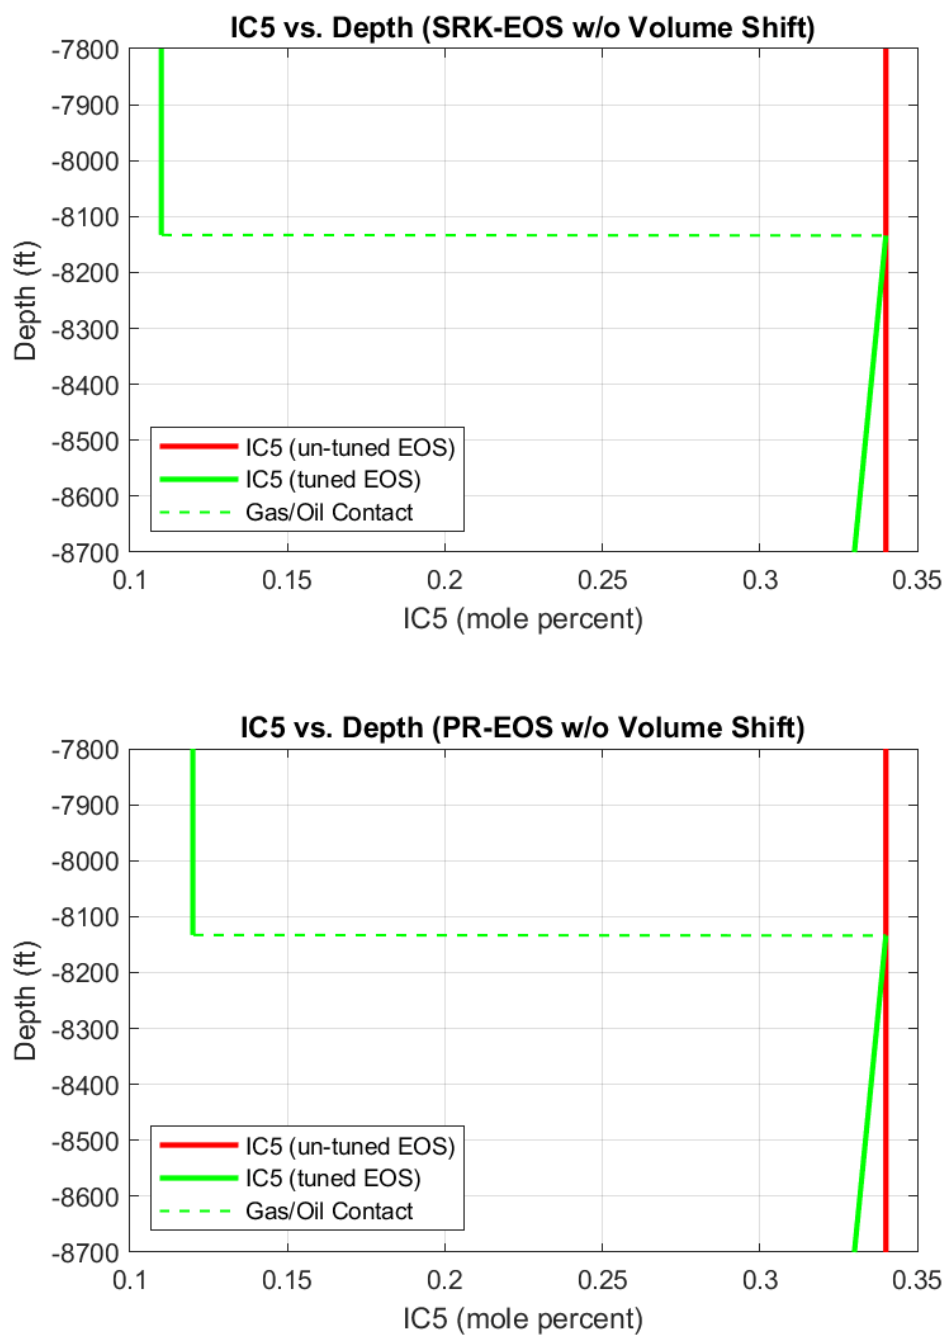 IC5 vs. Depth (SRK-EOS w/o Volume Shift)
-7800
-7900
-8000
-8100
-8200
-8300
-8400
-8500
-8600
-8700
Depth (ft)
IC5 (un-tuned EOS)
IC5 (tuned EOS)
Gas/Oil Contact
0.1 0.15 0.2 0.25 0.3 0.35
IC5 (mole percent)
IC5 vs. Depth (PR-EOS w/o Volume Shift)
-7800
-7900
-8000
-8100
-8200
-8300
-8400
-8500
-8600
-8700
Depth (ft)
IC5 (un-tuned EOS)
IC5 (tuned EOS)
Gas/Oil Contact
0.1 0.15 0.2 0.25 0.3 0.35
IC5 (mole percent)